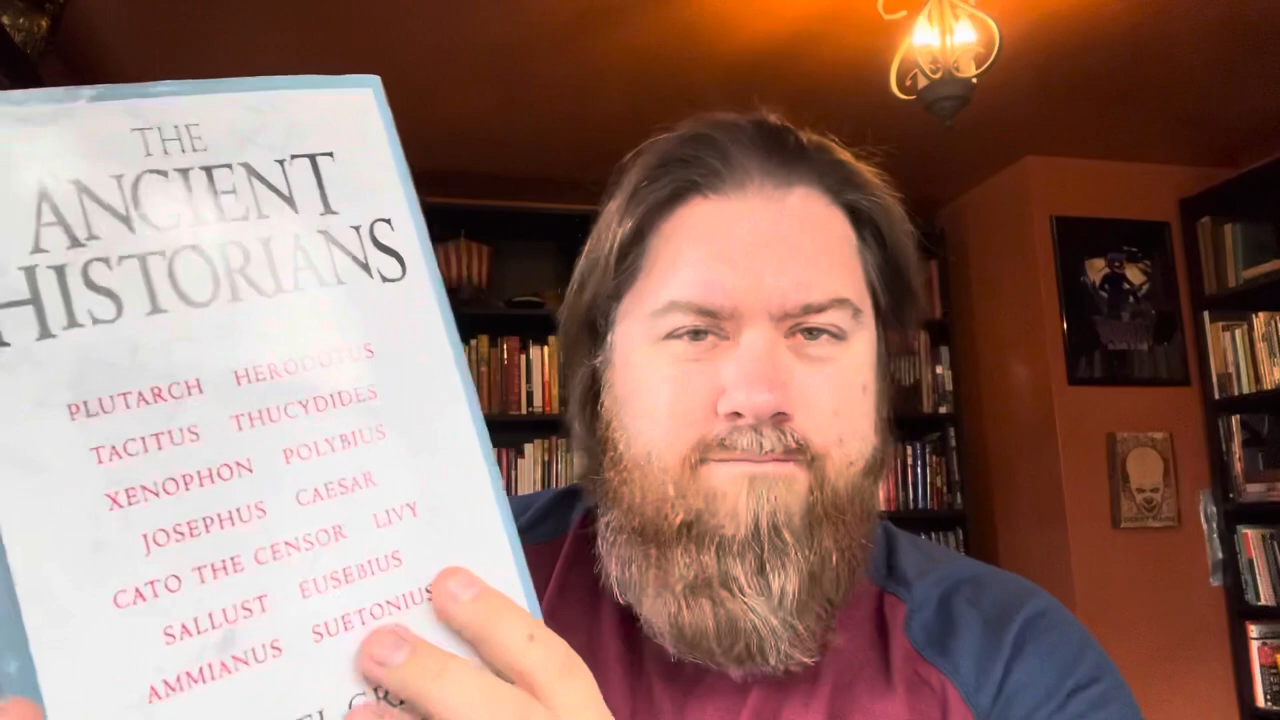 THE
ANCIENT
HISTORIANS
PLUTARCH HERODOTUS
TACITUS THUCYDIDES
XENOPHON POLYBIUS
JOSEPHUS CAESAR
CATO THE CENSOR LIVY
SALLUST EUSEBIUS
AMMIANUS SUETONIUS